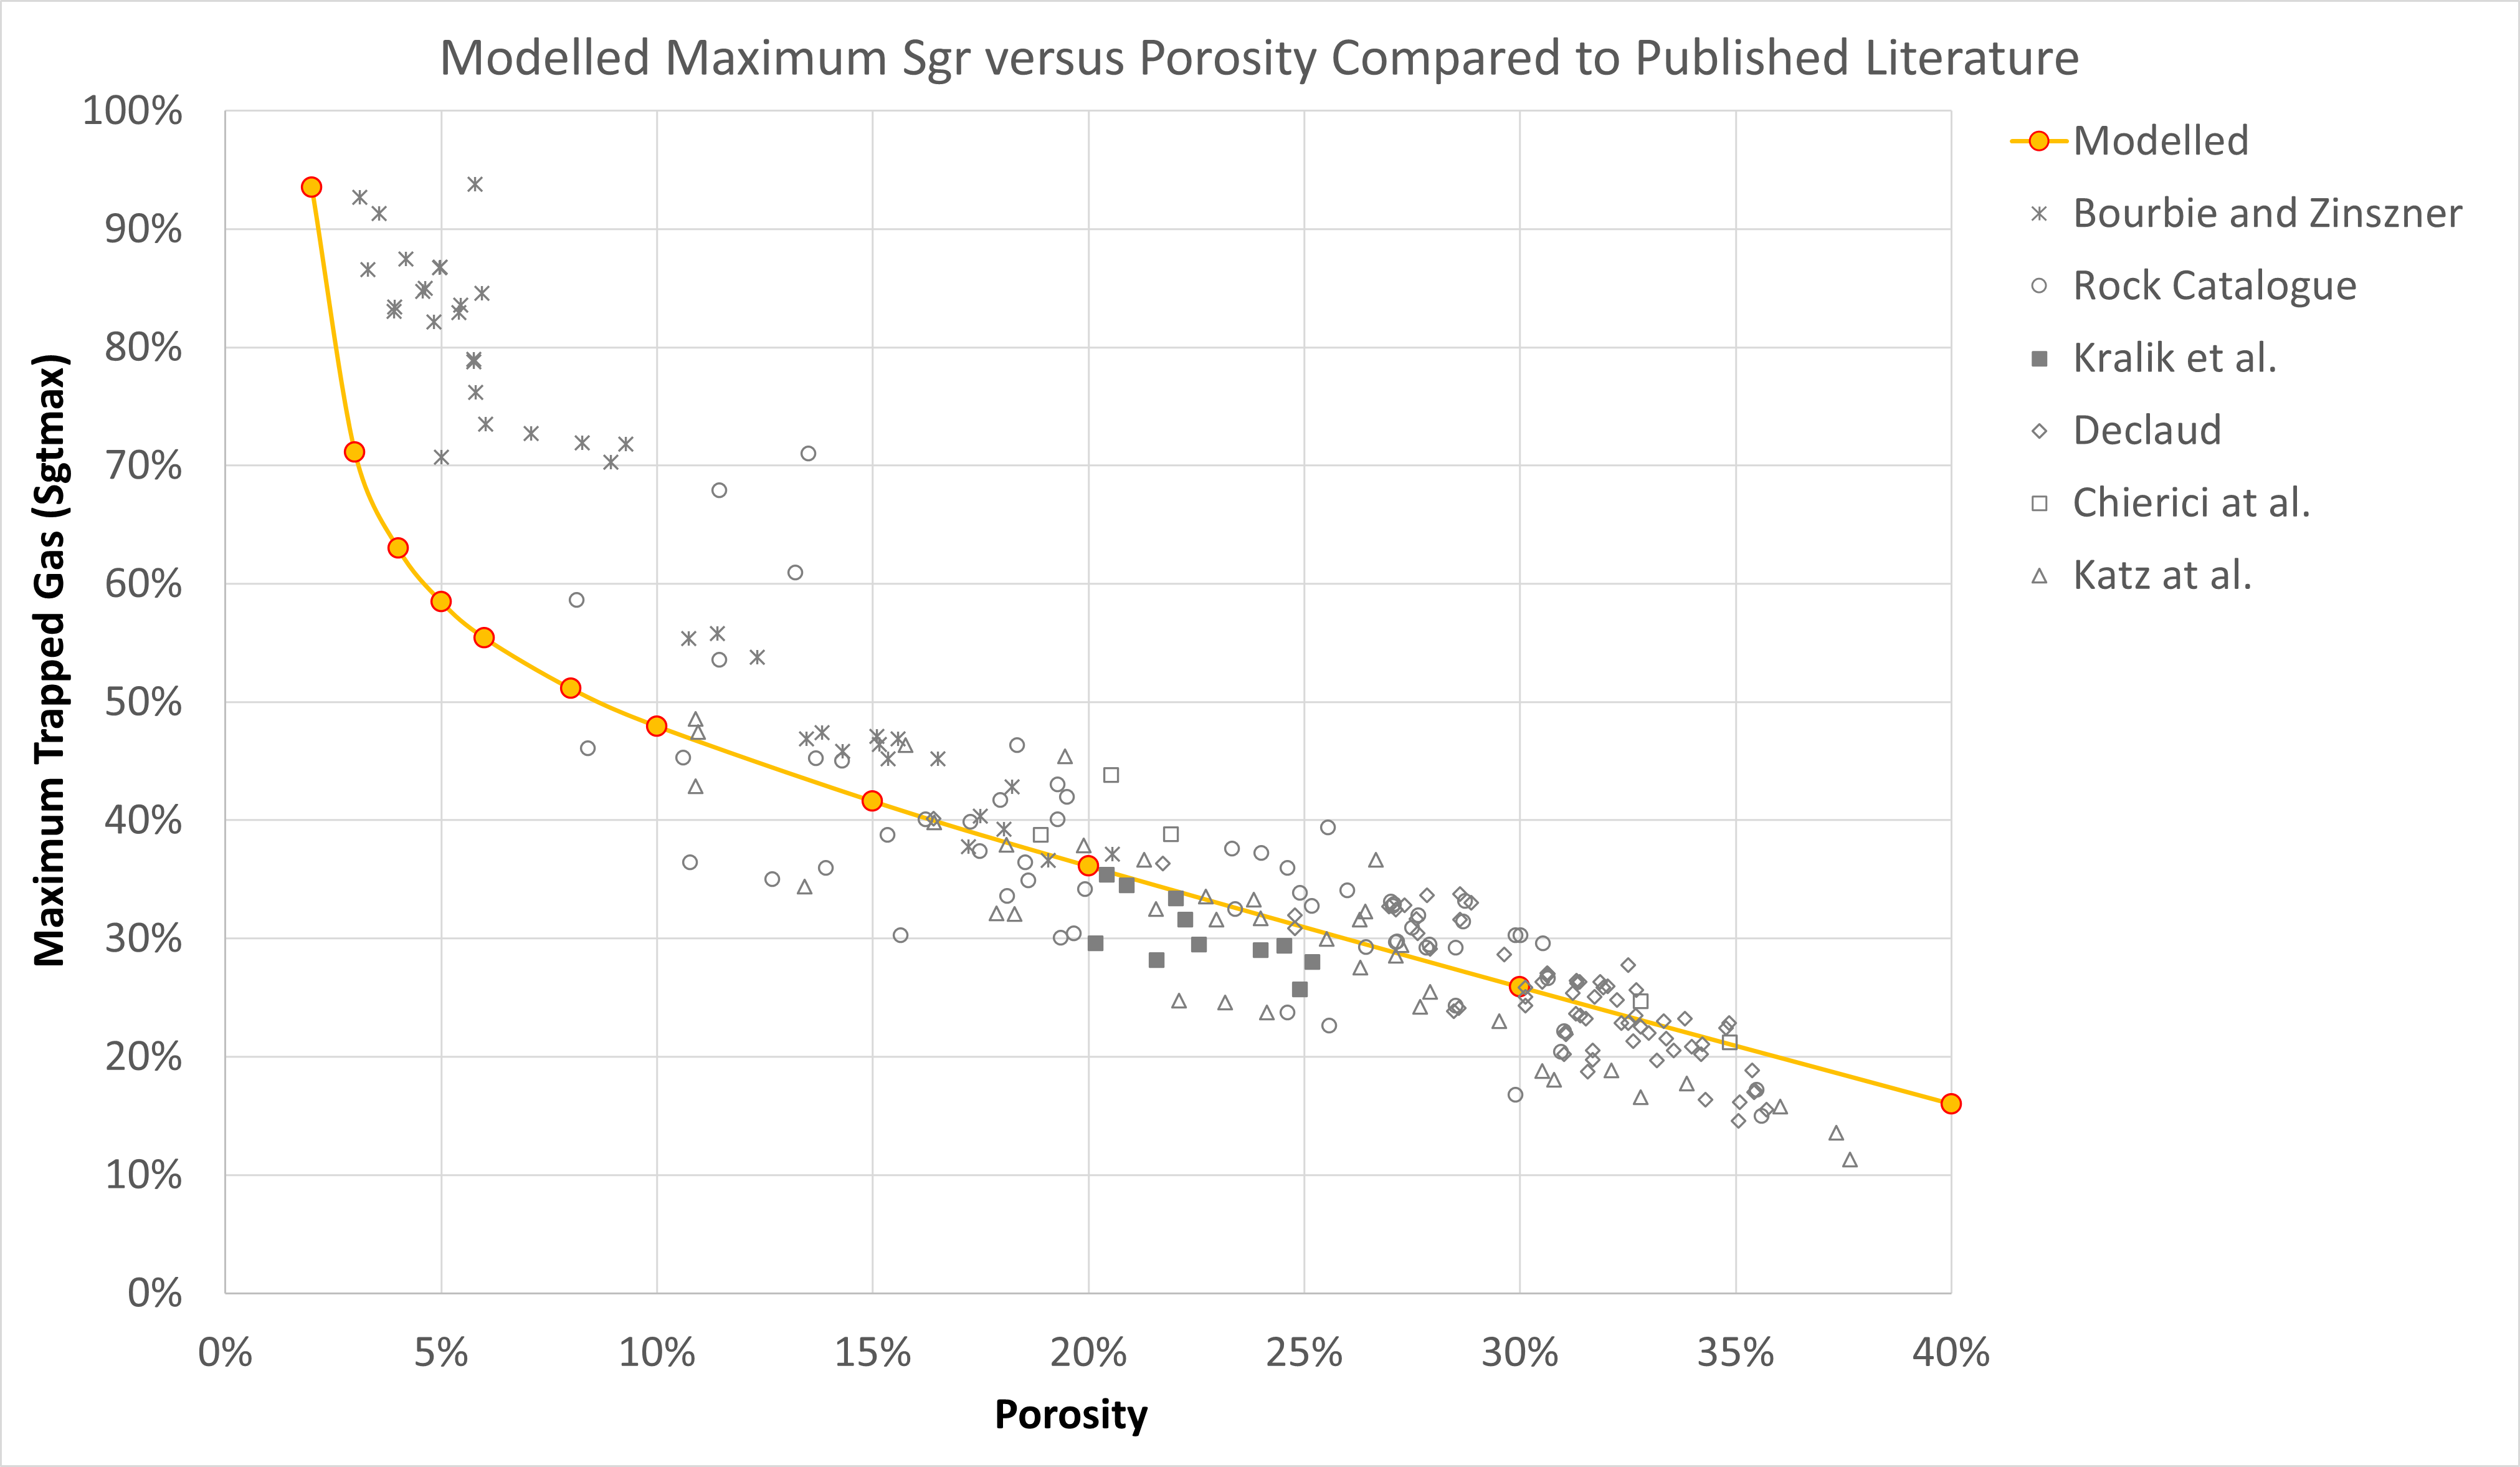 Modelled Maximum Sgr versus Porosity Compared to Published Literature
Maximum Trapped Gas (Sgtmax)
100%
90%
80%
70%
60%
50%
40%
30%
20%
10%
0%
0% 5% 10% 15% 20% 25% 30% 35% 40%
Porosity
Modelled
Bourbie and Zinszner
Rock Catalogue
Kralik et al.
Declaud
Chierici at al.
Katz at al.